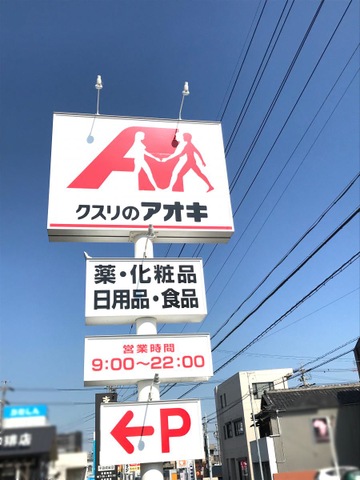 クスリのアオキ
薬・化粧品
日用品・食品
営業時間
9:00～22:00
←P